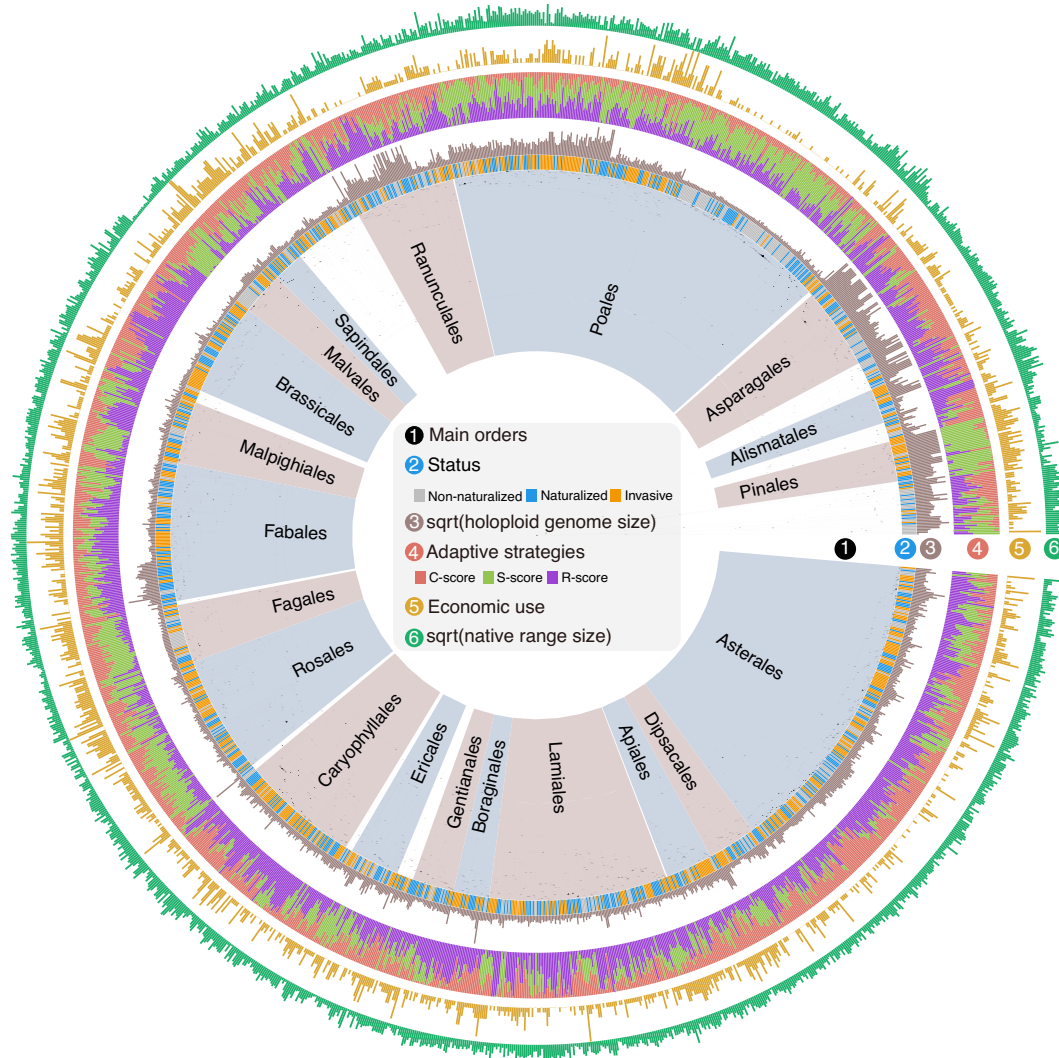 Ranunculales
Poales
Sapindales
Malvales
Brassicales
Asparagales
Alismatales
Pinales
Malpighiales
Fabales
Fagales
Rosales
Caryophyllales
Ericales
Gentianales
Boraginales
Lamiales
Apiales
Dipsacales
Asterales
1 Main orders
2 Status
Non-naturalized Naturalized Invasive
3 sqrt(holoploid genome size)
4 Adaptive strategies
C-score S-score R-score
5 Economic use
6 sqrt(native range size)
1 2 3 4 5 6